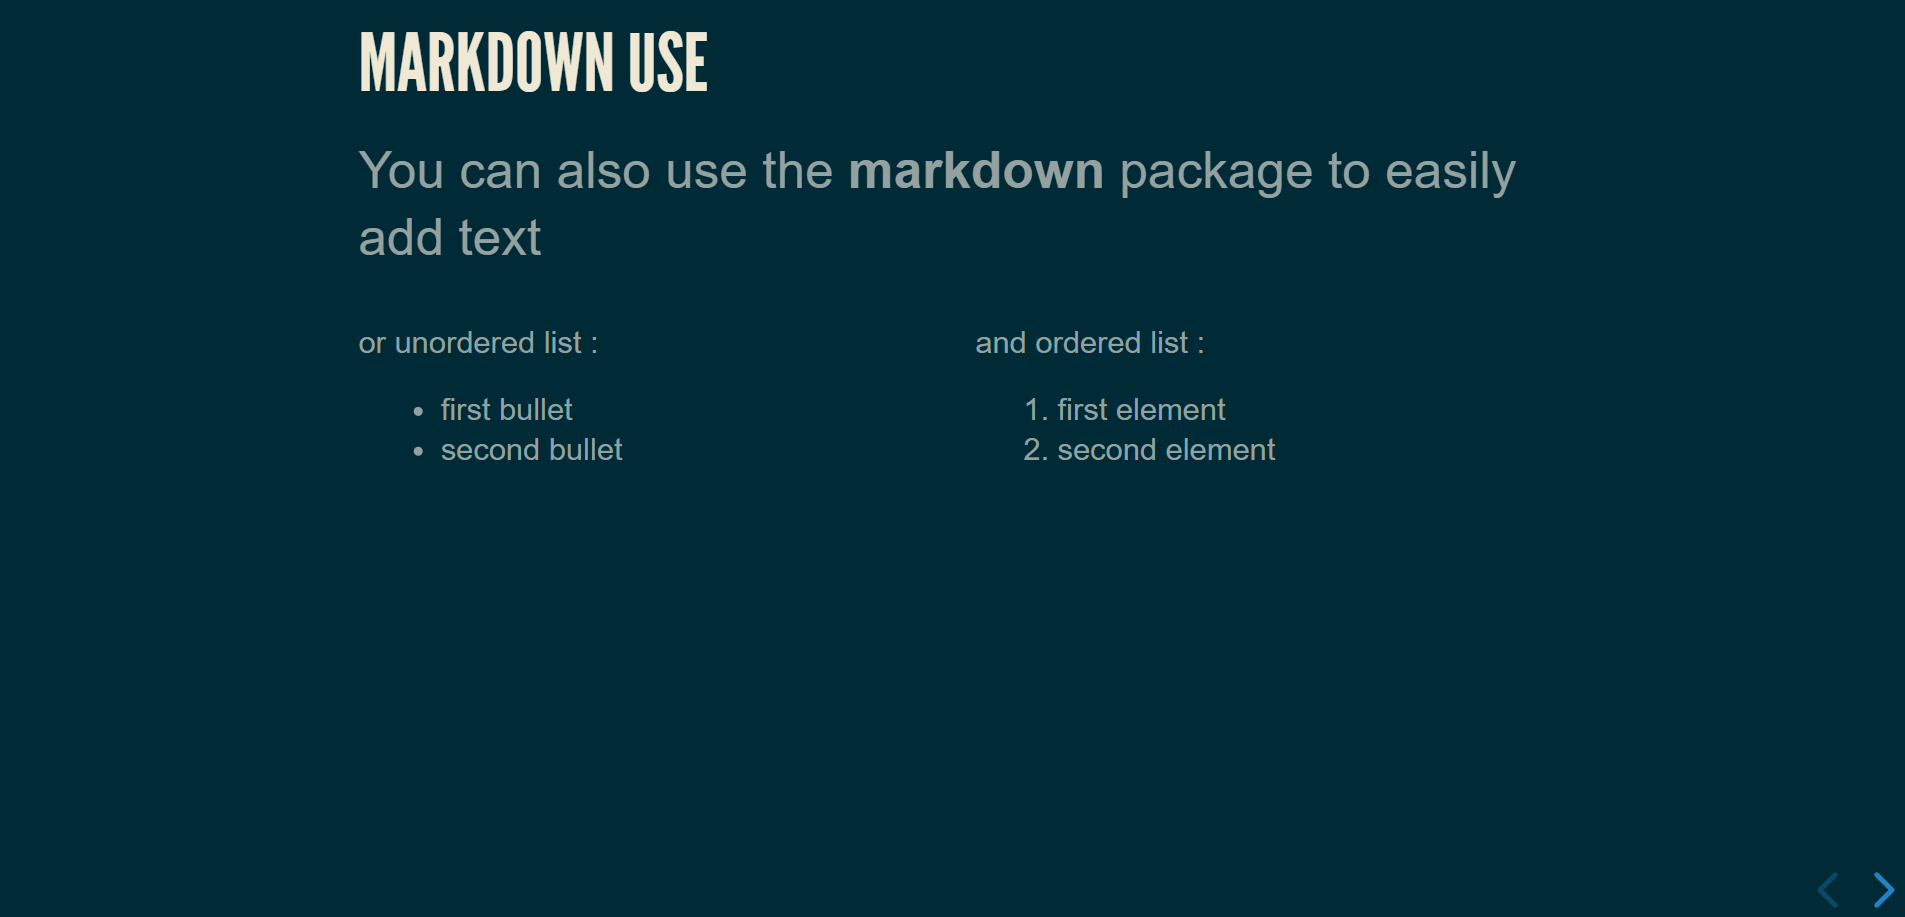 MARKDOWN USE
You can also use the markdown package to easily
add text
or unordered list :
• first bullet
• second bullet
and ordered list :
1. first element
2. second element